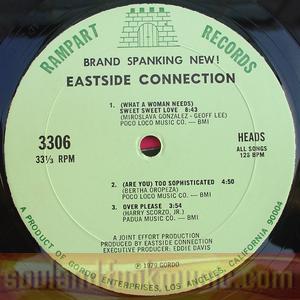 RAMPART RECORDS
BRAND SPANKING NEW!
EASTSIDE CONNECTION
1. (WHAT A WOMAN NEEDS)
SWEET SWEET LOVE 8:43
(MIROSLAVA GONZALEZ - GEOFF LEE)
POCO LOCO MUSIC CO. — BMI
3306
33⅓ RPM
HEADS
ALL SONGS
125 BPM
2. (ARE YOU) TOO SOPHISTICATED 4:50
(BERTHA OROPEZA)
POCO LOCO MUSIC CO. — BMI
3. OVER PLEASE 3:54
(HARRY SCORZO, JR.)
PADUA MUSIC CO. — BMI
A JOINT EFFORT PRODUCTION
PRODUCED BY EASTSIDE CONNECTION
EXECUTIVE PRODUCER: EDDIE DAVIS
℗ 1979 GORDO
A PRODUCT OF GORDO ENTERPRISES, LOS ANGELES, CALIFORNIA 90004